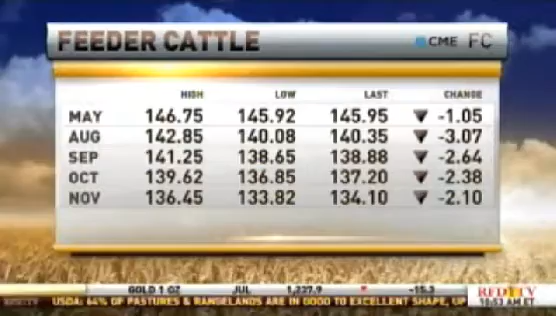 FEEDER CATTLE CME FC
HIGH LOW LAST CHANGE
MAY 146.75 145.92 145.95 ▼ -1.05
AUG 142.85 140.08 140.35 ▼ -3.07
SEP 141.25 138.65 138.88 ▼ -2.64
OCT 139.62 136.85 137.20 ▼ -2.38
NOV 136.45 133.82 134.10 ▼ -2.10
GOLD 1 OZ JUL 1,227.9 ▼ -15.3
RFDTV
USDA: 64% OF PASTURES & RANGELANDS ARE IN GOOD TO EXCELLENT SHAPE, UP
10:53 AM ET